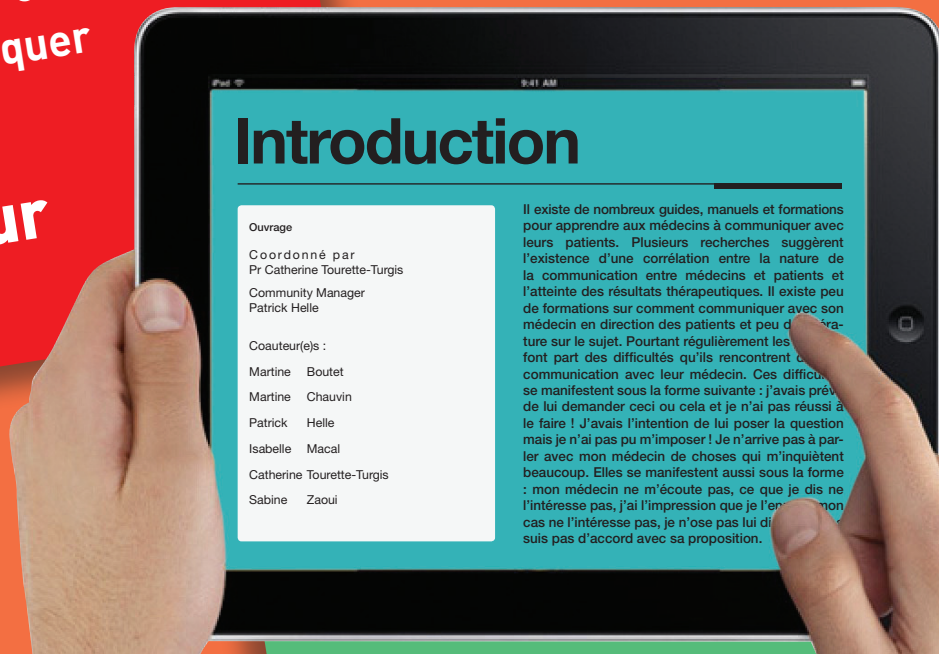 quer
ur
iPad
9:41 AM
Introduction
Ouvrage
Coordonné par
Pr Catherine Tourette-Turgis
Community Manager
Patrick Helle
Coauteur(e)s :
Martine Boutet
Martine Chauvin
Patrick Helle
Isabelle Macal
Catherine Tourette-Turgis
Sabine Zaoui
Il existe de nombreux guides, manuels et formations
pour apprendre aux médecins à communiquer avec
leurs patients. Plusieurs recherches suggèrent
l’existence d’une corrélation entre la nature de
la communication entre médecins et patients et
l’atteinte des résultats thérapeutiques. Il existe peu
de formations sur comment communiquer avec son
médecin en direction des patients et peu de
ture sur le sujet. Pourtant régulièrement les
font part des difficultés qu’ils rencontrent
communication avec leur médecin. Ces
se manifestent sous la forme suivante : j’avais
de lui demander ceci ou cela et je n’ai pas réussi à
le faire ! J’avais l’intention de lui poser la question
mais je n’ai pas pu m’imposer ! Je n’arrive pas à par-
ler avec mon médecin de choses qui m’inquiètent
beaucoup. Elles se manifestent aussi sous la forme
: mon médecin ne m’écoute pas, ce que je dis ne
l’intéresse pas, j’ai l’impression que je mon
cas ne l’intéresse pas, je n’ose pas lui
suis pas d’accord avec sa proposition.